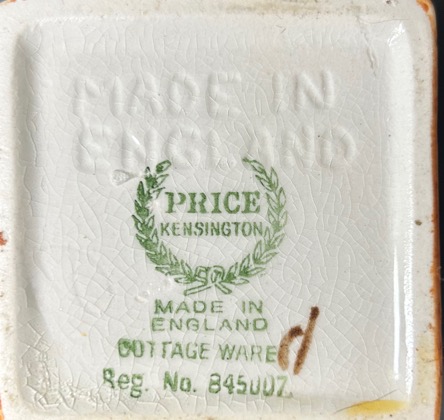 MADE IN
ENGLAND
PRICE
KENSINGTON
MADE IN
ENGLAND
COTTAGE WARE
d
Reg. No. 845007